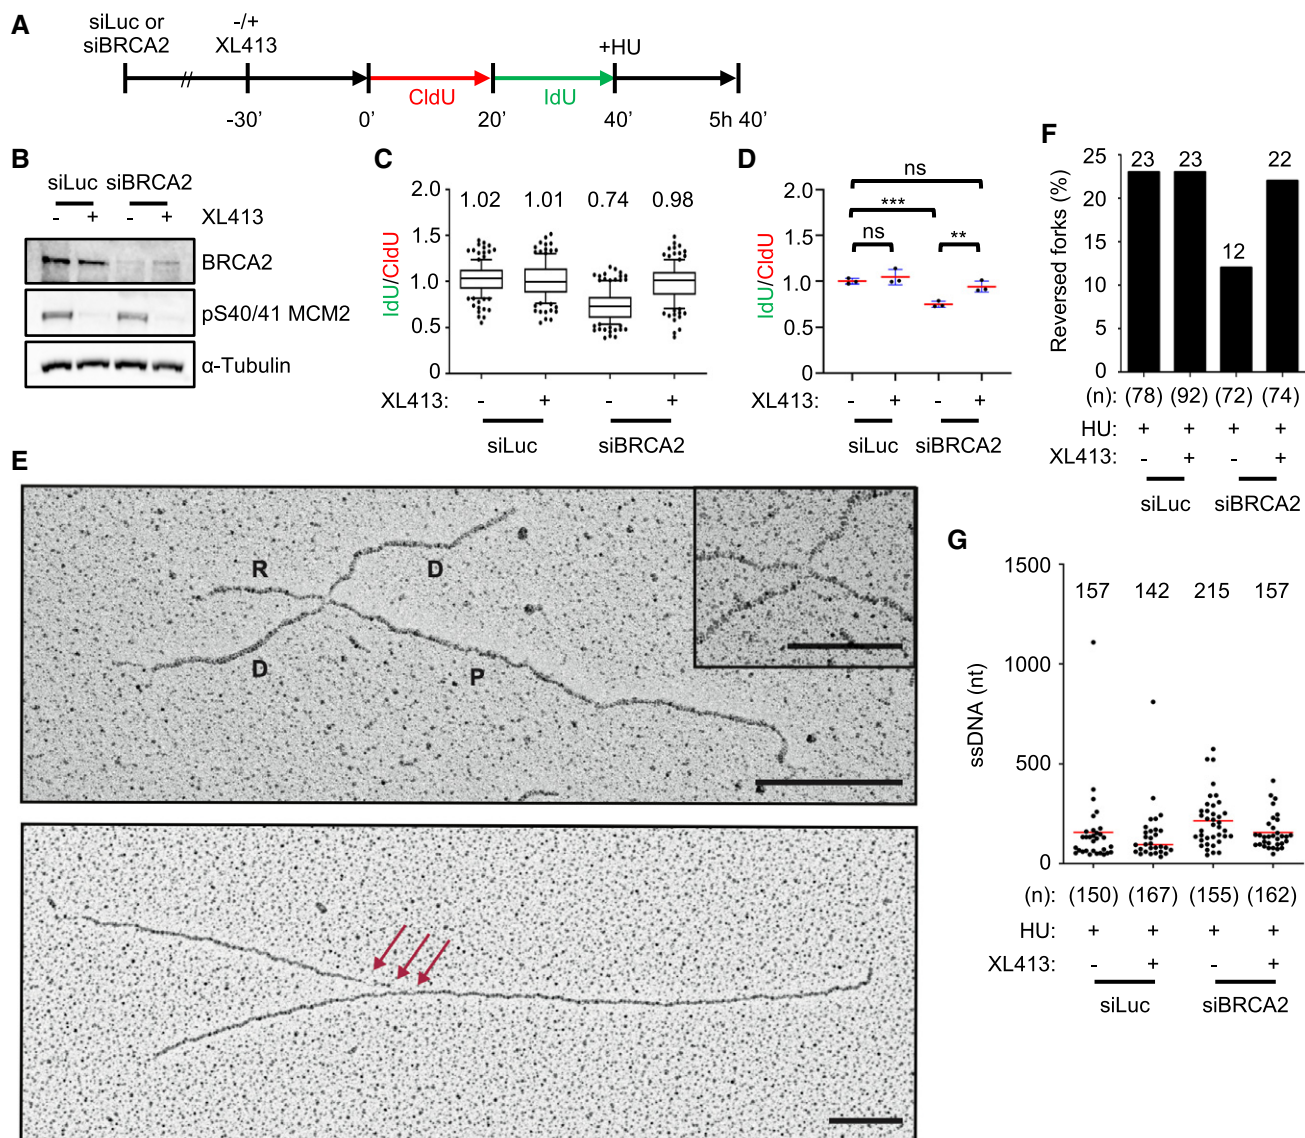 A
siLuc or
siBRCA2
-/+
XL413
+HU
CldU
IdU
-30’
0’
20’
40’
5h 40’
B
siLuc siBRCA2
- + - + XL413
BRCA2
pS40/41 MCM2
α-Tubulin
C
IdU/CldU
2.0
1.5
1.0
0.5
0
1.02 1.01 0.74 0.98
XL413: - + - +
siLuc siBRCA2
D
IdU/CldU
2.0
1.5
1.0
0.5
0
ns
***
ns
**
XL413: - + - +
siLuc siBRCA2
E
R
D
D
P
F
Reversed forks (%)
25
20
15
10
5
0
23 23 12 22
(n): (78) (92) (72) (74)
HU: + + + +
XL413: - + - +
siLuc siBRCA2
G
ssDNA (nt)
1500
1000
500
0
157 142 215 157
(n): (150) (167) (155) (162)
HU: + + + +
XL413: - + - +
siLuc siBRCA2